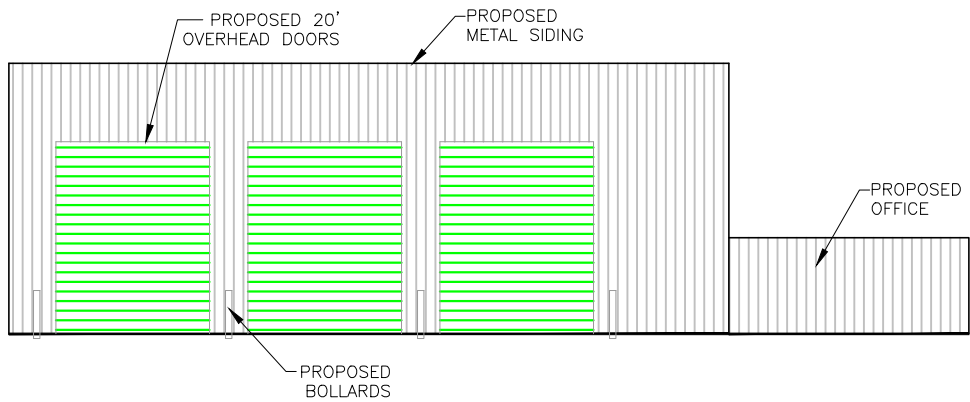 PROPOSED 20'
OVERHEAD DOORS
PROPOSED
METAL SIDING
PROPOSED
OFFICE
PROPOSED
BOLLARDS